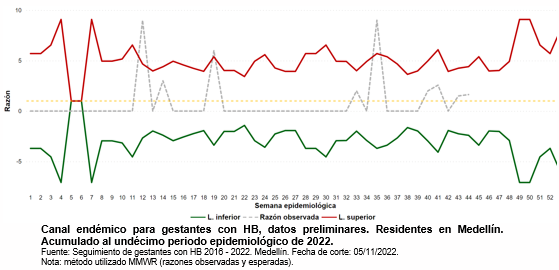 10
5
0
-5
Razón
1 2 3 4 5 6 7 8 9 10 11 12 13 14 15 16 17 18 19 20 21 22 23 24 25 26 27 28 29 30 31 32 33 34 35 36 37 38 39 40 41 42 43 44 45 46 47 48 49 50 51 52
Semana epidemiológica
L. inferior Razón observada L. superior
Canal endémico para gestantes con HB, datos preliminares. Residentes en Medellín.
Acumulado al undécimo periodo epidemiológico de 2022.
Fuente: Seguimiento de gestantes con HB 2016 - 2022. Medellín. Fecha de corte: 05/11/2022.
Nota: método utilizado MMWR (razones observadas y esperadas).